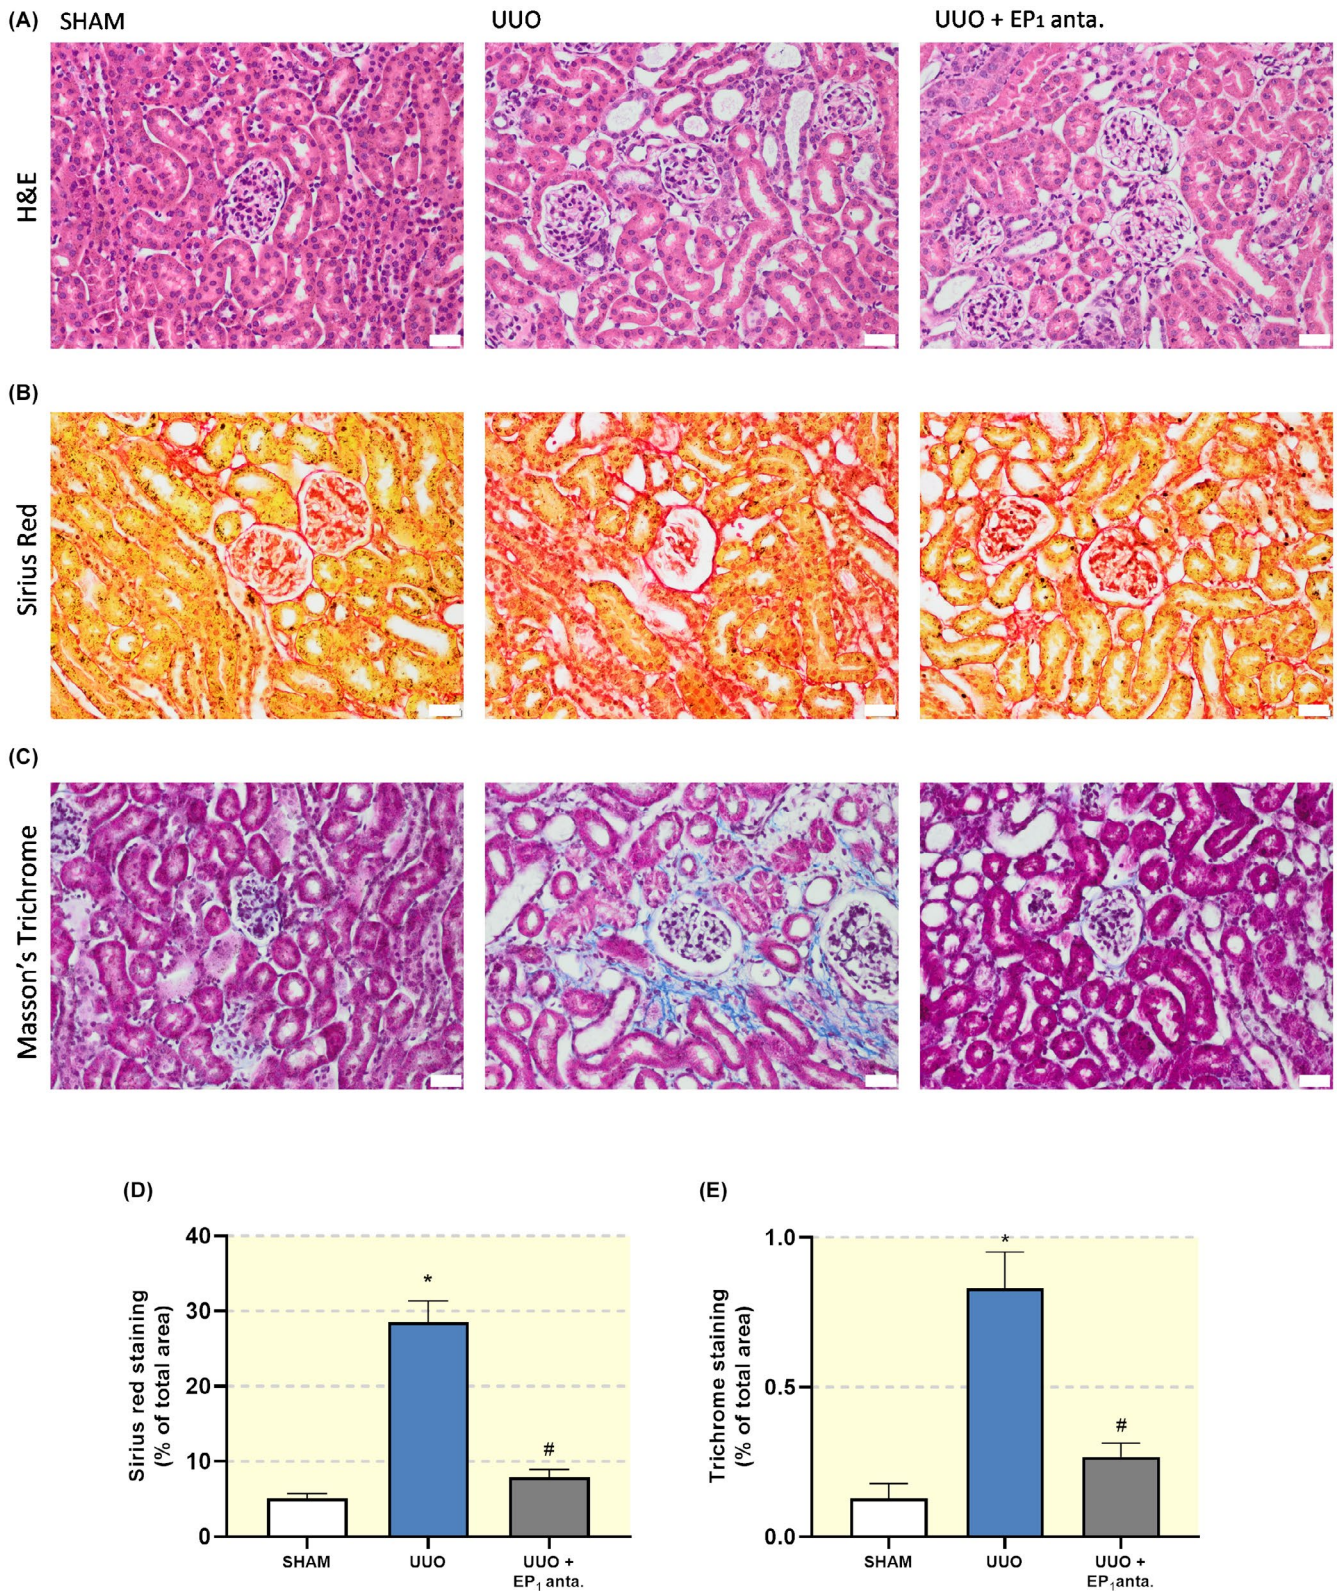 (A) SHAM UUO UUO + EP₁ anta.
H&E
(B)
Sirius Red
(C)
Masson's Trichrome
(D)
Sirius red staining
(% of total area)
40
30
20
10
0
*
#
SHAM UUO UUO +
EP₁ anta.
(E)
Trichrome staining
(% of total area)
1.0
0.5
0.0
*
#
SHAM UUO UUO +
EP₁ anta.